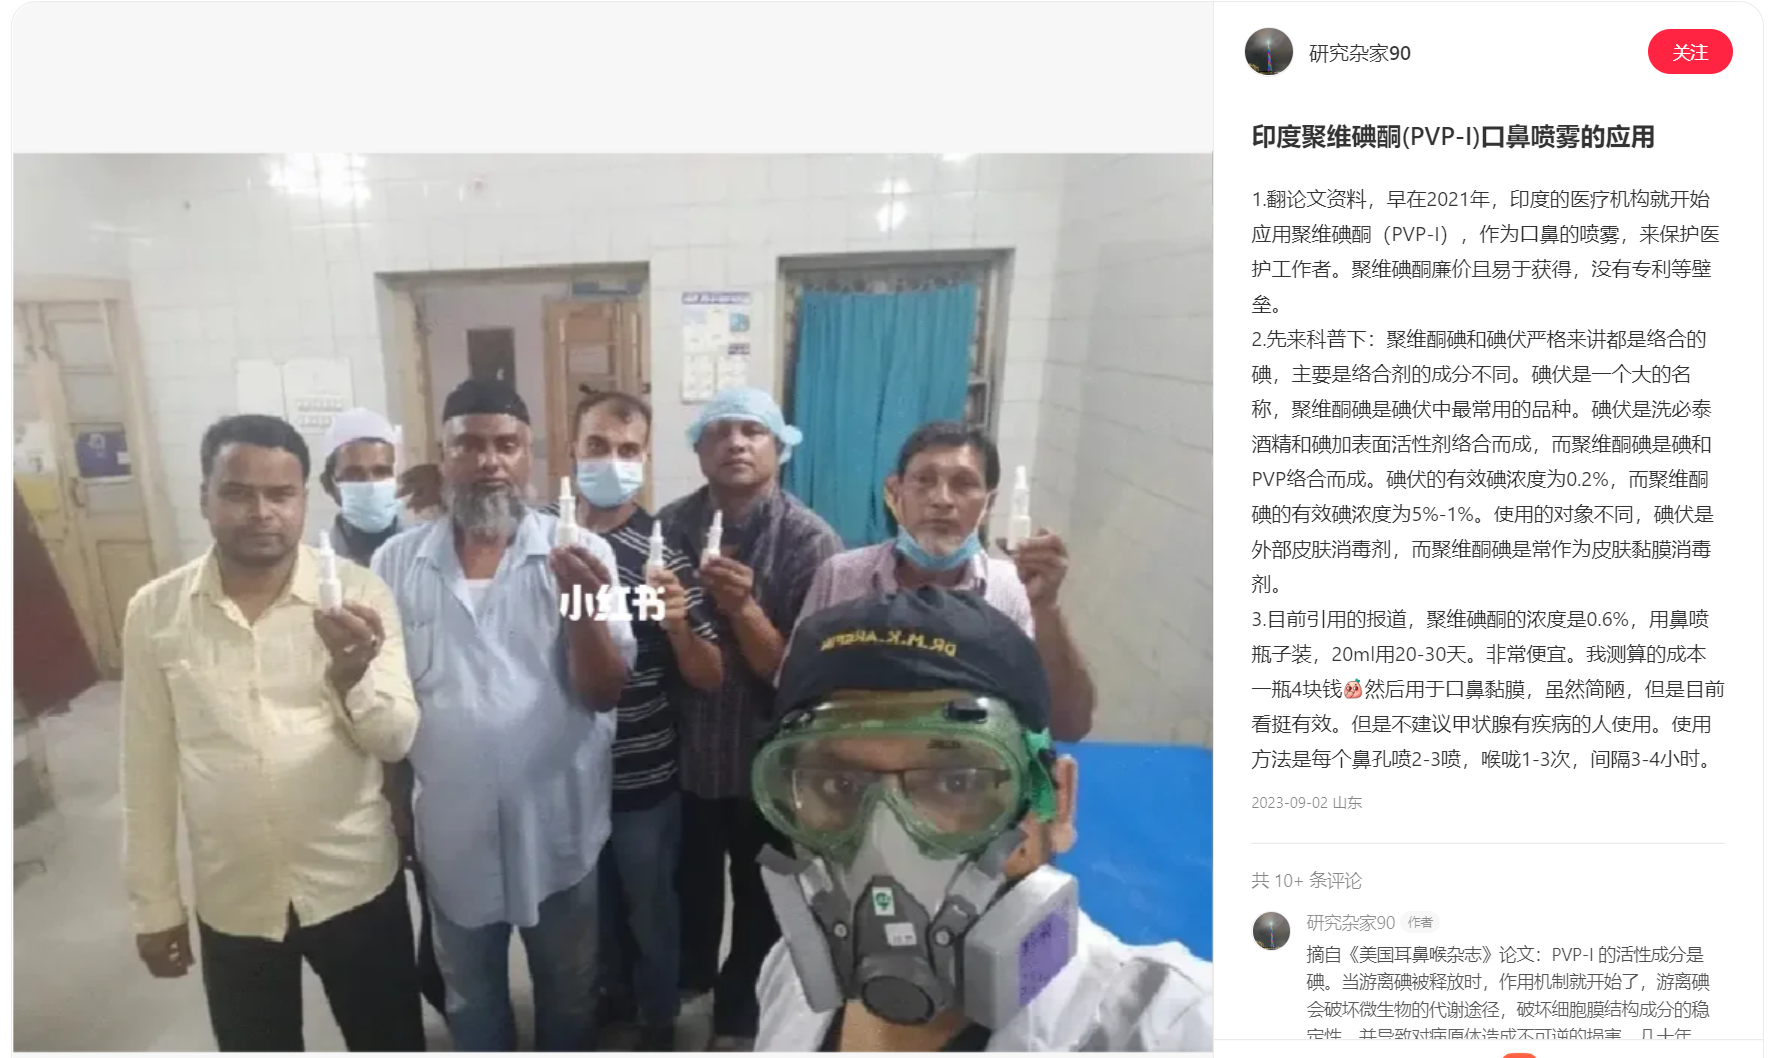 研究杂家90
关注
印度聚维碘酮(PVP-I)口鼻喷雾的应用
1.翻论文资料，早在2021年，印度的医疗机构就开始
应用聚维碘酮（PVP-I），作为口鼻的喷雾，来保护医
护工作者。聚维碘酮廉价且易于获得，没有专利等壁
垒。
2.先来科普下：聚维酮碘和碘伏严格来讲都是络合的
碘，主要是络合剂的成分不同。碘伏是一个大的名
称，聚维酮碘是碘伏中最常用的品种。碘伏是洗必泰
酒精和碘加表面活性剂络合而成，而聚维酮碘是碘和
PVP络合而成。碘伏的有效碘浓度为0.2%，而聚维酮
碘的有效碘浓度为5%-1%。使用的对象不同，碘伏是
外部皮肤消毒剂，而聚维酮碘是常作为皮肤黏膜消毒
剂。
3.目前引用的报道，聚维碘酮的浓度是0.6%，用鼻喷
瓶子装，20ml用20-30天。非常便宜。我测算的成本
一瓶4块钱然后用于口鼻黏膜，虽然简陋，但是目前
看挺有效。但是不建议甲状腺有疾病的人使用。使用
方法是每个鼻孔喷2-3喷，喉咙1-3次，间隔3-4小时。
2023-09-02 山东
共 10+ 条评论
研究杂家90 作者
摘自《美国耳鼻喉杂志》论文：PVP-I 的活性成分是
碘。当游离碘被释放时，作用机制就开始了，游离碘
会破坏微生物的代谢途径，破坏细胞膜结构成分的稳
定性，并导致对病原体造成不可逆的损害。几十年
小红书
DR.M.K.